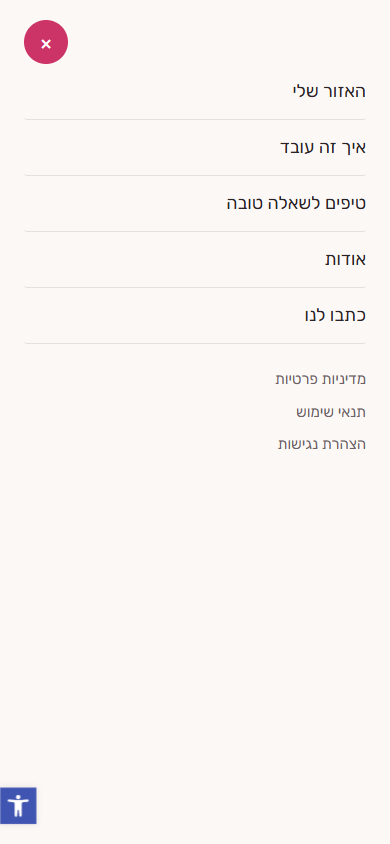 האזור שלי
איך זה עובד
טיפים לשאלה טובה
אודות
כתבו לנו
מדיניות פרטיות
תנאי שימוש
הצהרת נגישות